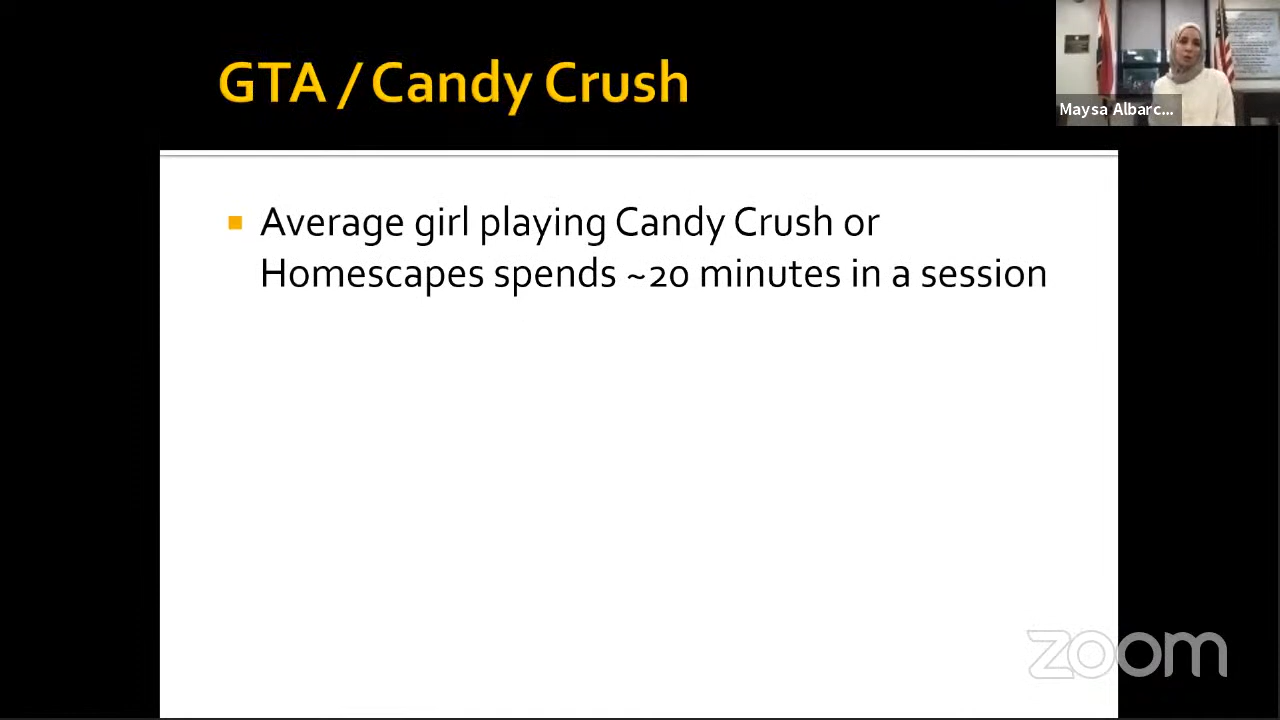 GTA / Candy Crush
Maysa Albarc...
Average girl playing Candy Crush or
Homescapes spends ~20 minutes in a session
zoom